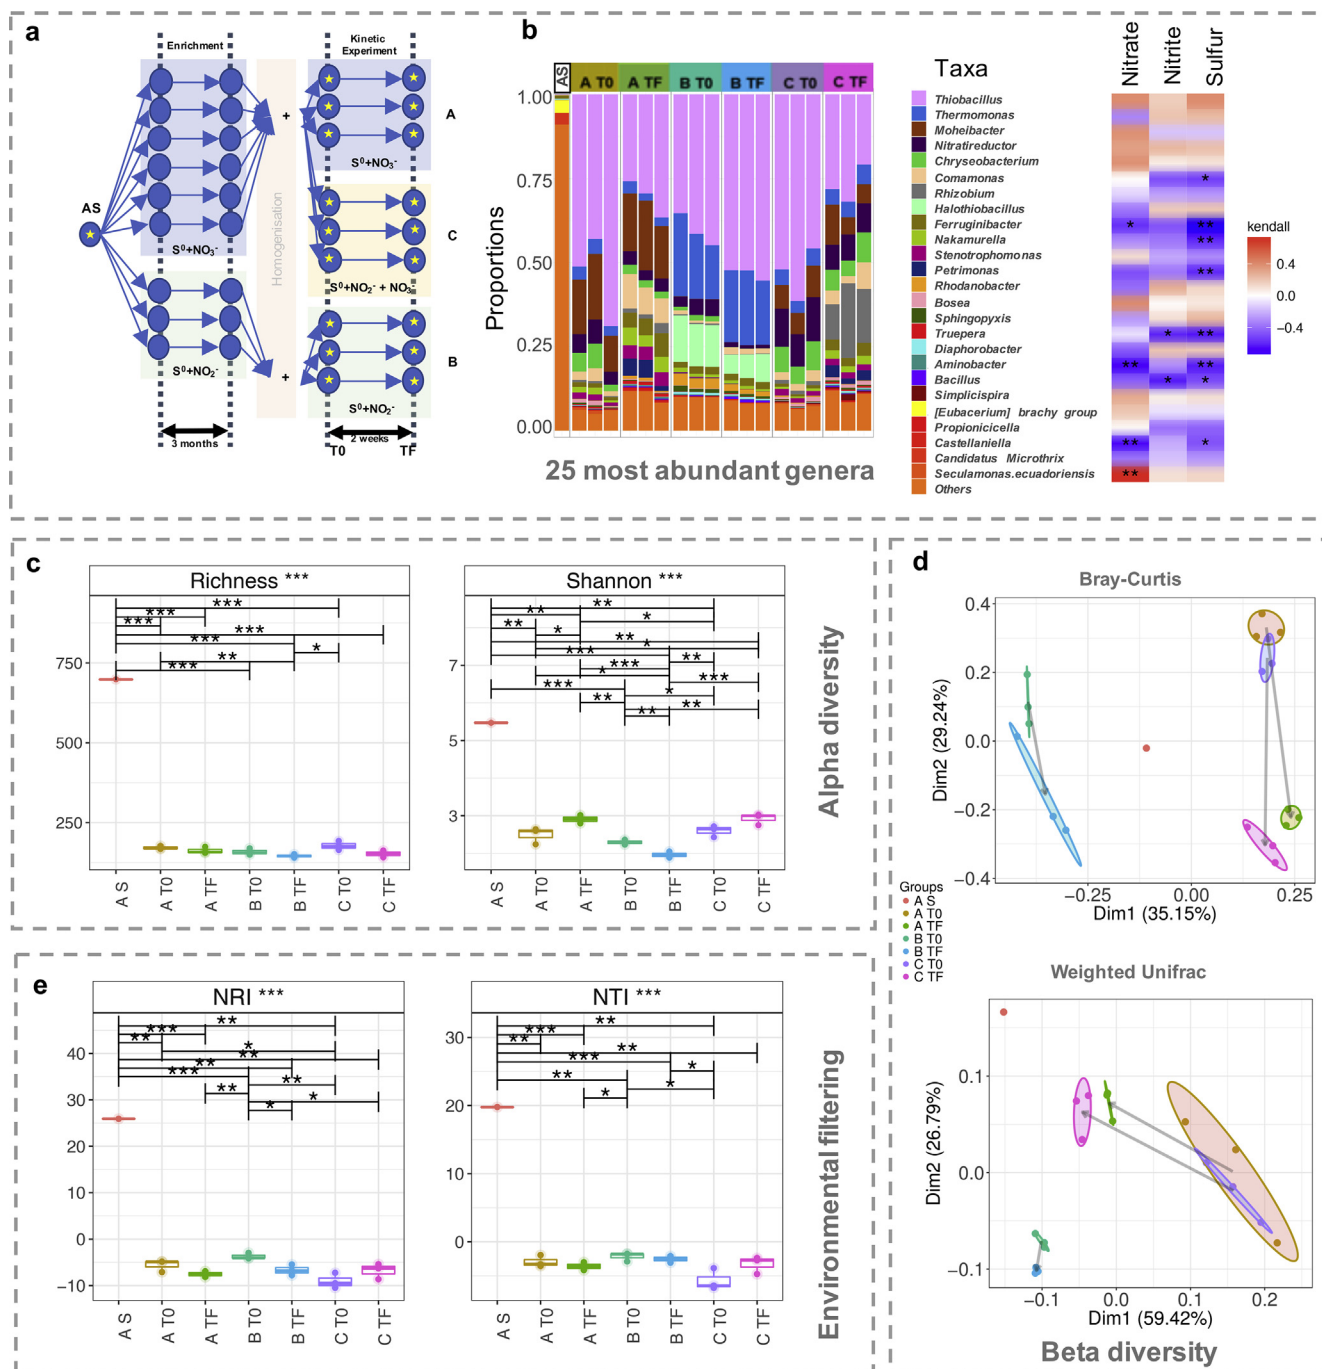 a
Enrichment
Kinetic
Experiment
AS
+
+
Homogenisation
A
S⁰+NO₃⁻
C
S⁰+NO₂⁻ + NO₃⁻
B
S⁰+NO₂⁻
S⁰+NO₃⁻
S⁰+NO₂⁻
3 months
2 weeks
T0
TF
b
AS
A T0
A TF
B T0
B TF
C T0
C TF
Proportions
1.00
0.75
0.50
0.25
0.00
25 most abundant genera
Taxa
Thiobacillus
Thermomonas
Moheibacter
Nitratireductor
Chryseobacterium
Comamonas
Rhizobium
Halothiobacillus
Ferruginibacter
Nakamurella
Stenotrophomonas
Petrimonas
Rhodanobacter
Bosea
Sphingopyxis
Truepera
Diaphorobacter
Aminobacter
Bacillus
Simplicispira
[Eubacerium] brachy group
Propionicicella
Castellaniella
Candidatus Microthrix
Seculamonas.ecuadoriensis
Others
Nitrate
Nitrite
Sulfur
*
* **
**
**
* **
** **
* *
** *
**
kendall
0.4
0.0
−0.4
c
Richness ***
750
500
250
***
***
***
***
***
**
*
***
A S
A T0
A TF
B T0
B TF
C T0
C TF
Shannon ***
7
5
3
**
**
*
**
*
**
*
***
**
***
*
***
***
*
**
**
**
A S
A T0
A TF
B T0
B TF
C T0
C TF
Alpha diversity
d
Bray-Curtis
Dim2 (29.24%)
0.4
0.2
0.0
−0.2
−0.4
−0.25
0.00
0.25
Dim1 (35.15%)
Groups
A S
A T0
A TF
B T0
B TF
C T0
C TF
Weighted Unifrac
Dim2 (26.79%)
0.1
0.0
−0.1
−0.1
0.0
0.1
0.2
Dim1 (59.42%)
Beta diversity
e
NRI ***
40
30
20
10
0
−10
**
***
**
*
**
**
***
**
**
*
*
A S
A T0
A TF
B T0
B TF
C T0
C TF
NTI ***
30
20
10
0
**
***
**
**
***
*
**
*
*
A S
A T0
A TF
B T0
B TF
C T0
C TF
Environmental filtering